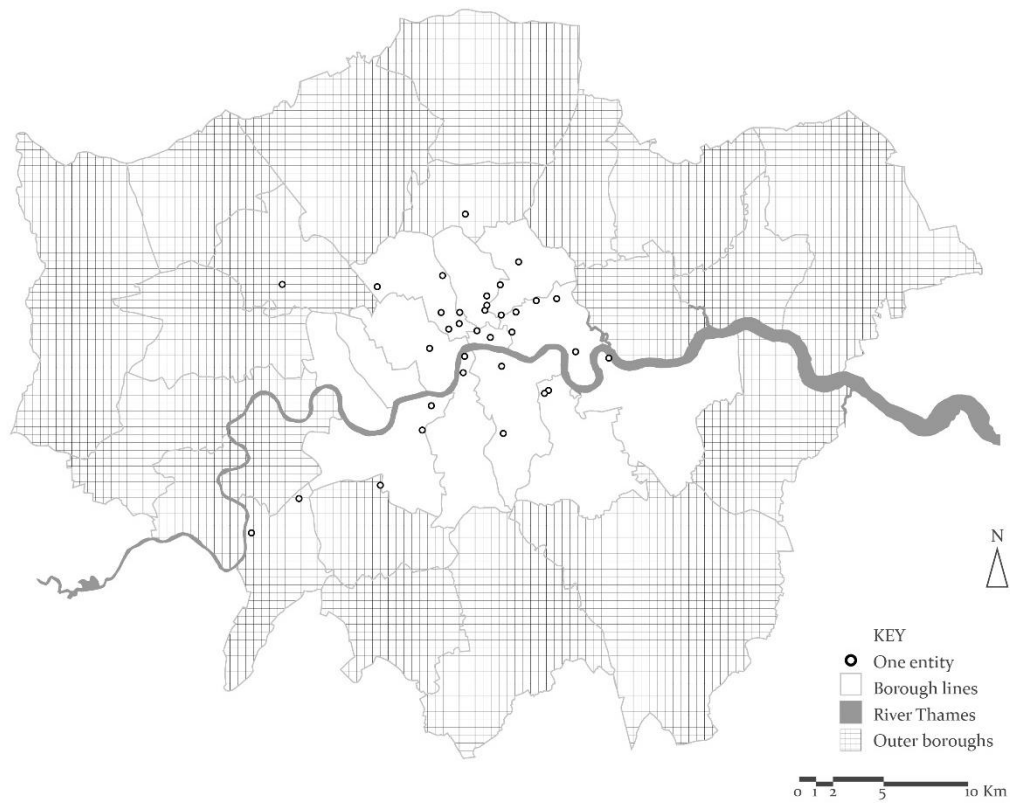 N
KEY
One entity
Borough lines
River Thames
Outer boroughs
0 1 2 5 10 Km